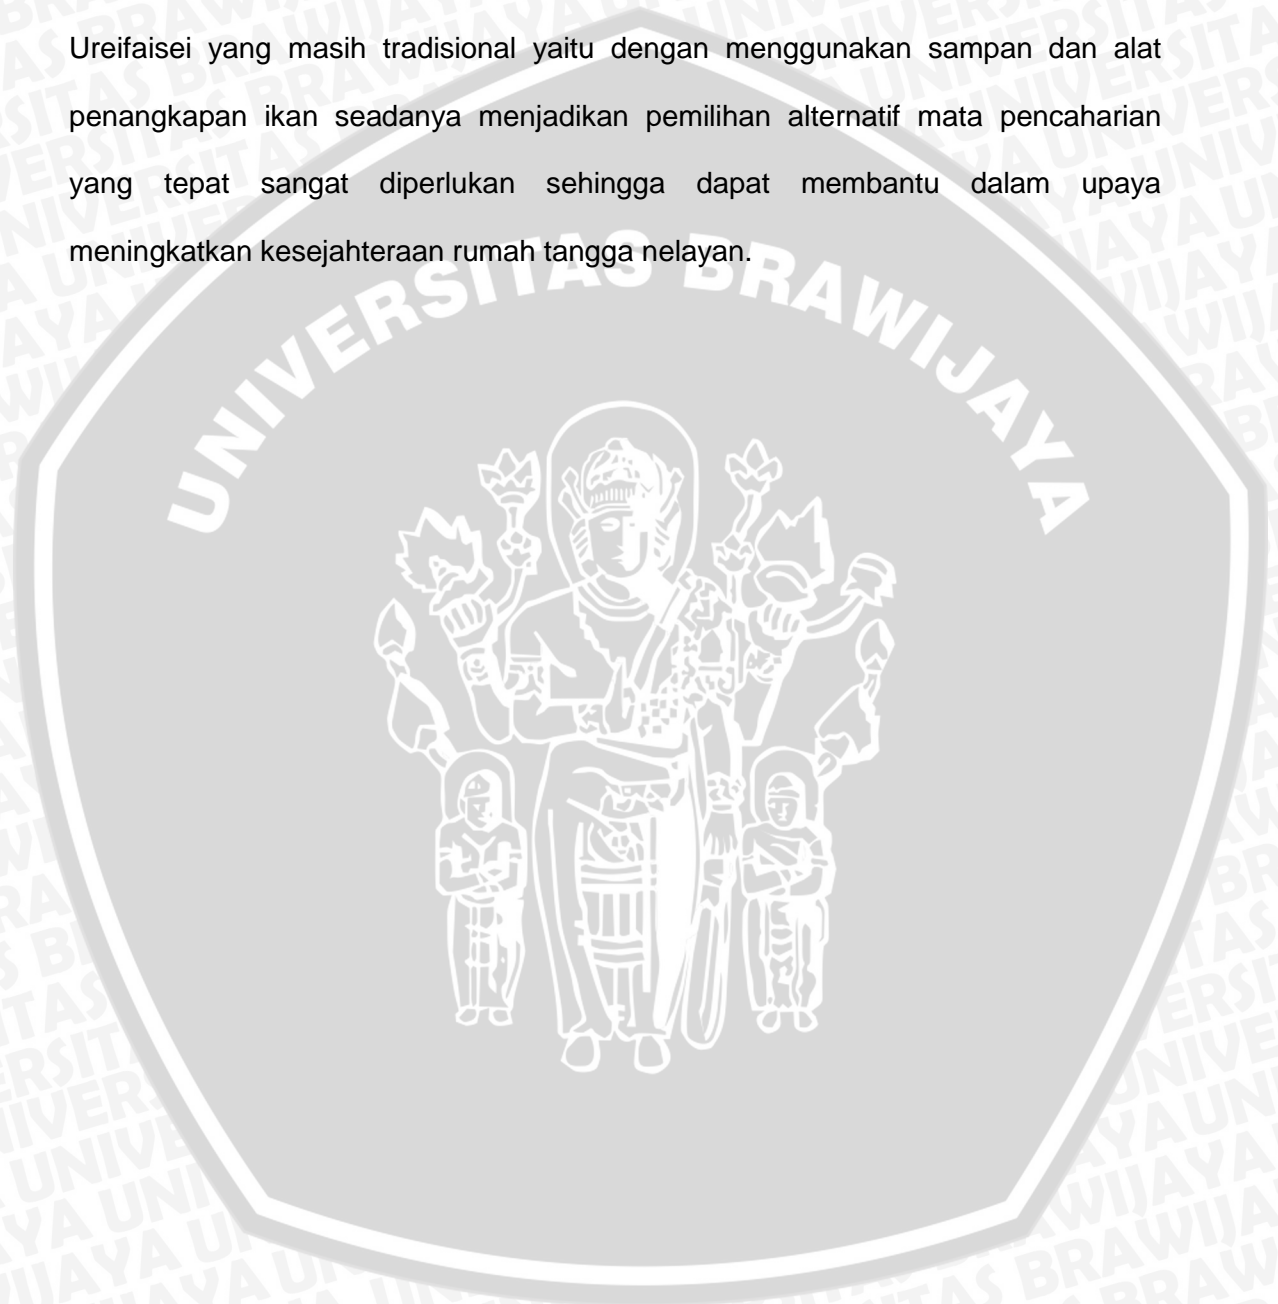 Ureifaisei yang masih tradisional yaitu dengan menggunakan sampan dan alat
penangkapan ikan seadanya menjadikan pemilihan alternatif mata pencaharian
yang tepat sangat diperlukan sehingga dapat membantu dalam upaya
meningkatkan kesejahteraan rumah tangga nelayan.
UNIVERSITAS BRAWIJAYA